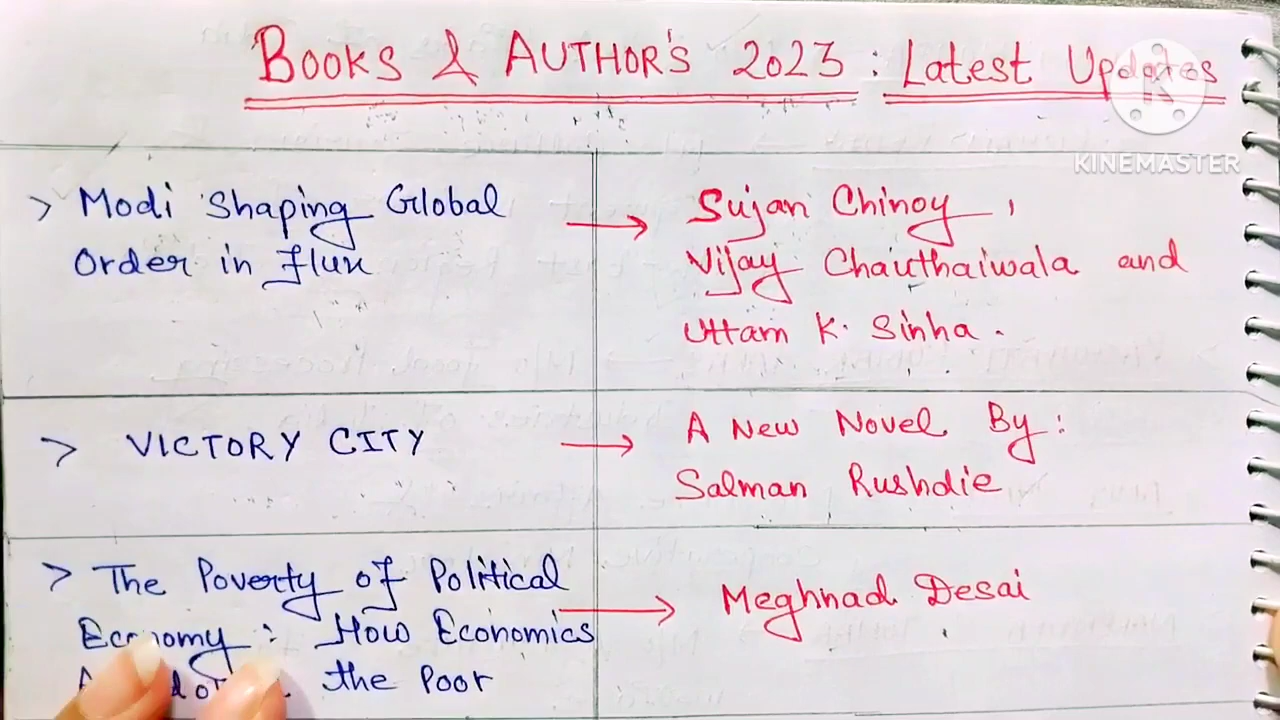 BOOKS & AUTHOR'S 2023 : Latest Updates
KINEMASTER
> Modi Shaping Global
Order in Flux
→ Sujan Chinoy,
Vijay Chauthaiwala and
Uttam K. Sinha.
> VICTORY CITY
→ A New Novel By:
Salman Rushdie
> The Poverty of Political
Economy: How Economics
the Poor
→ Meghnad Desai